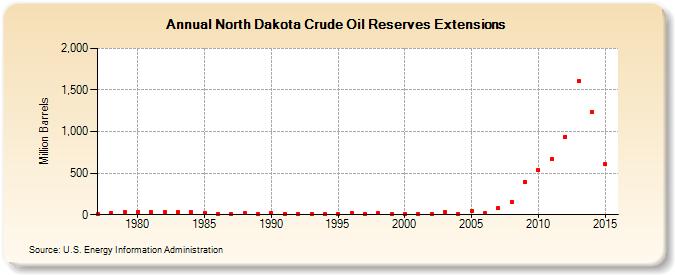 Annual North Dakota Crude Oil Reserves Extensions
Million Barrels
2,000
1,500
1,000
500
0
1980 1985 1990 1995 2000 2005 2010 2015
Source: U.S. Energy Information Administration